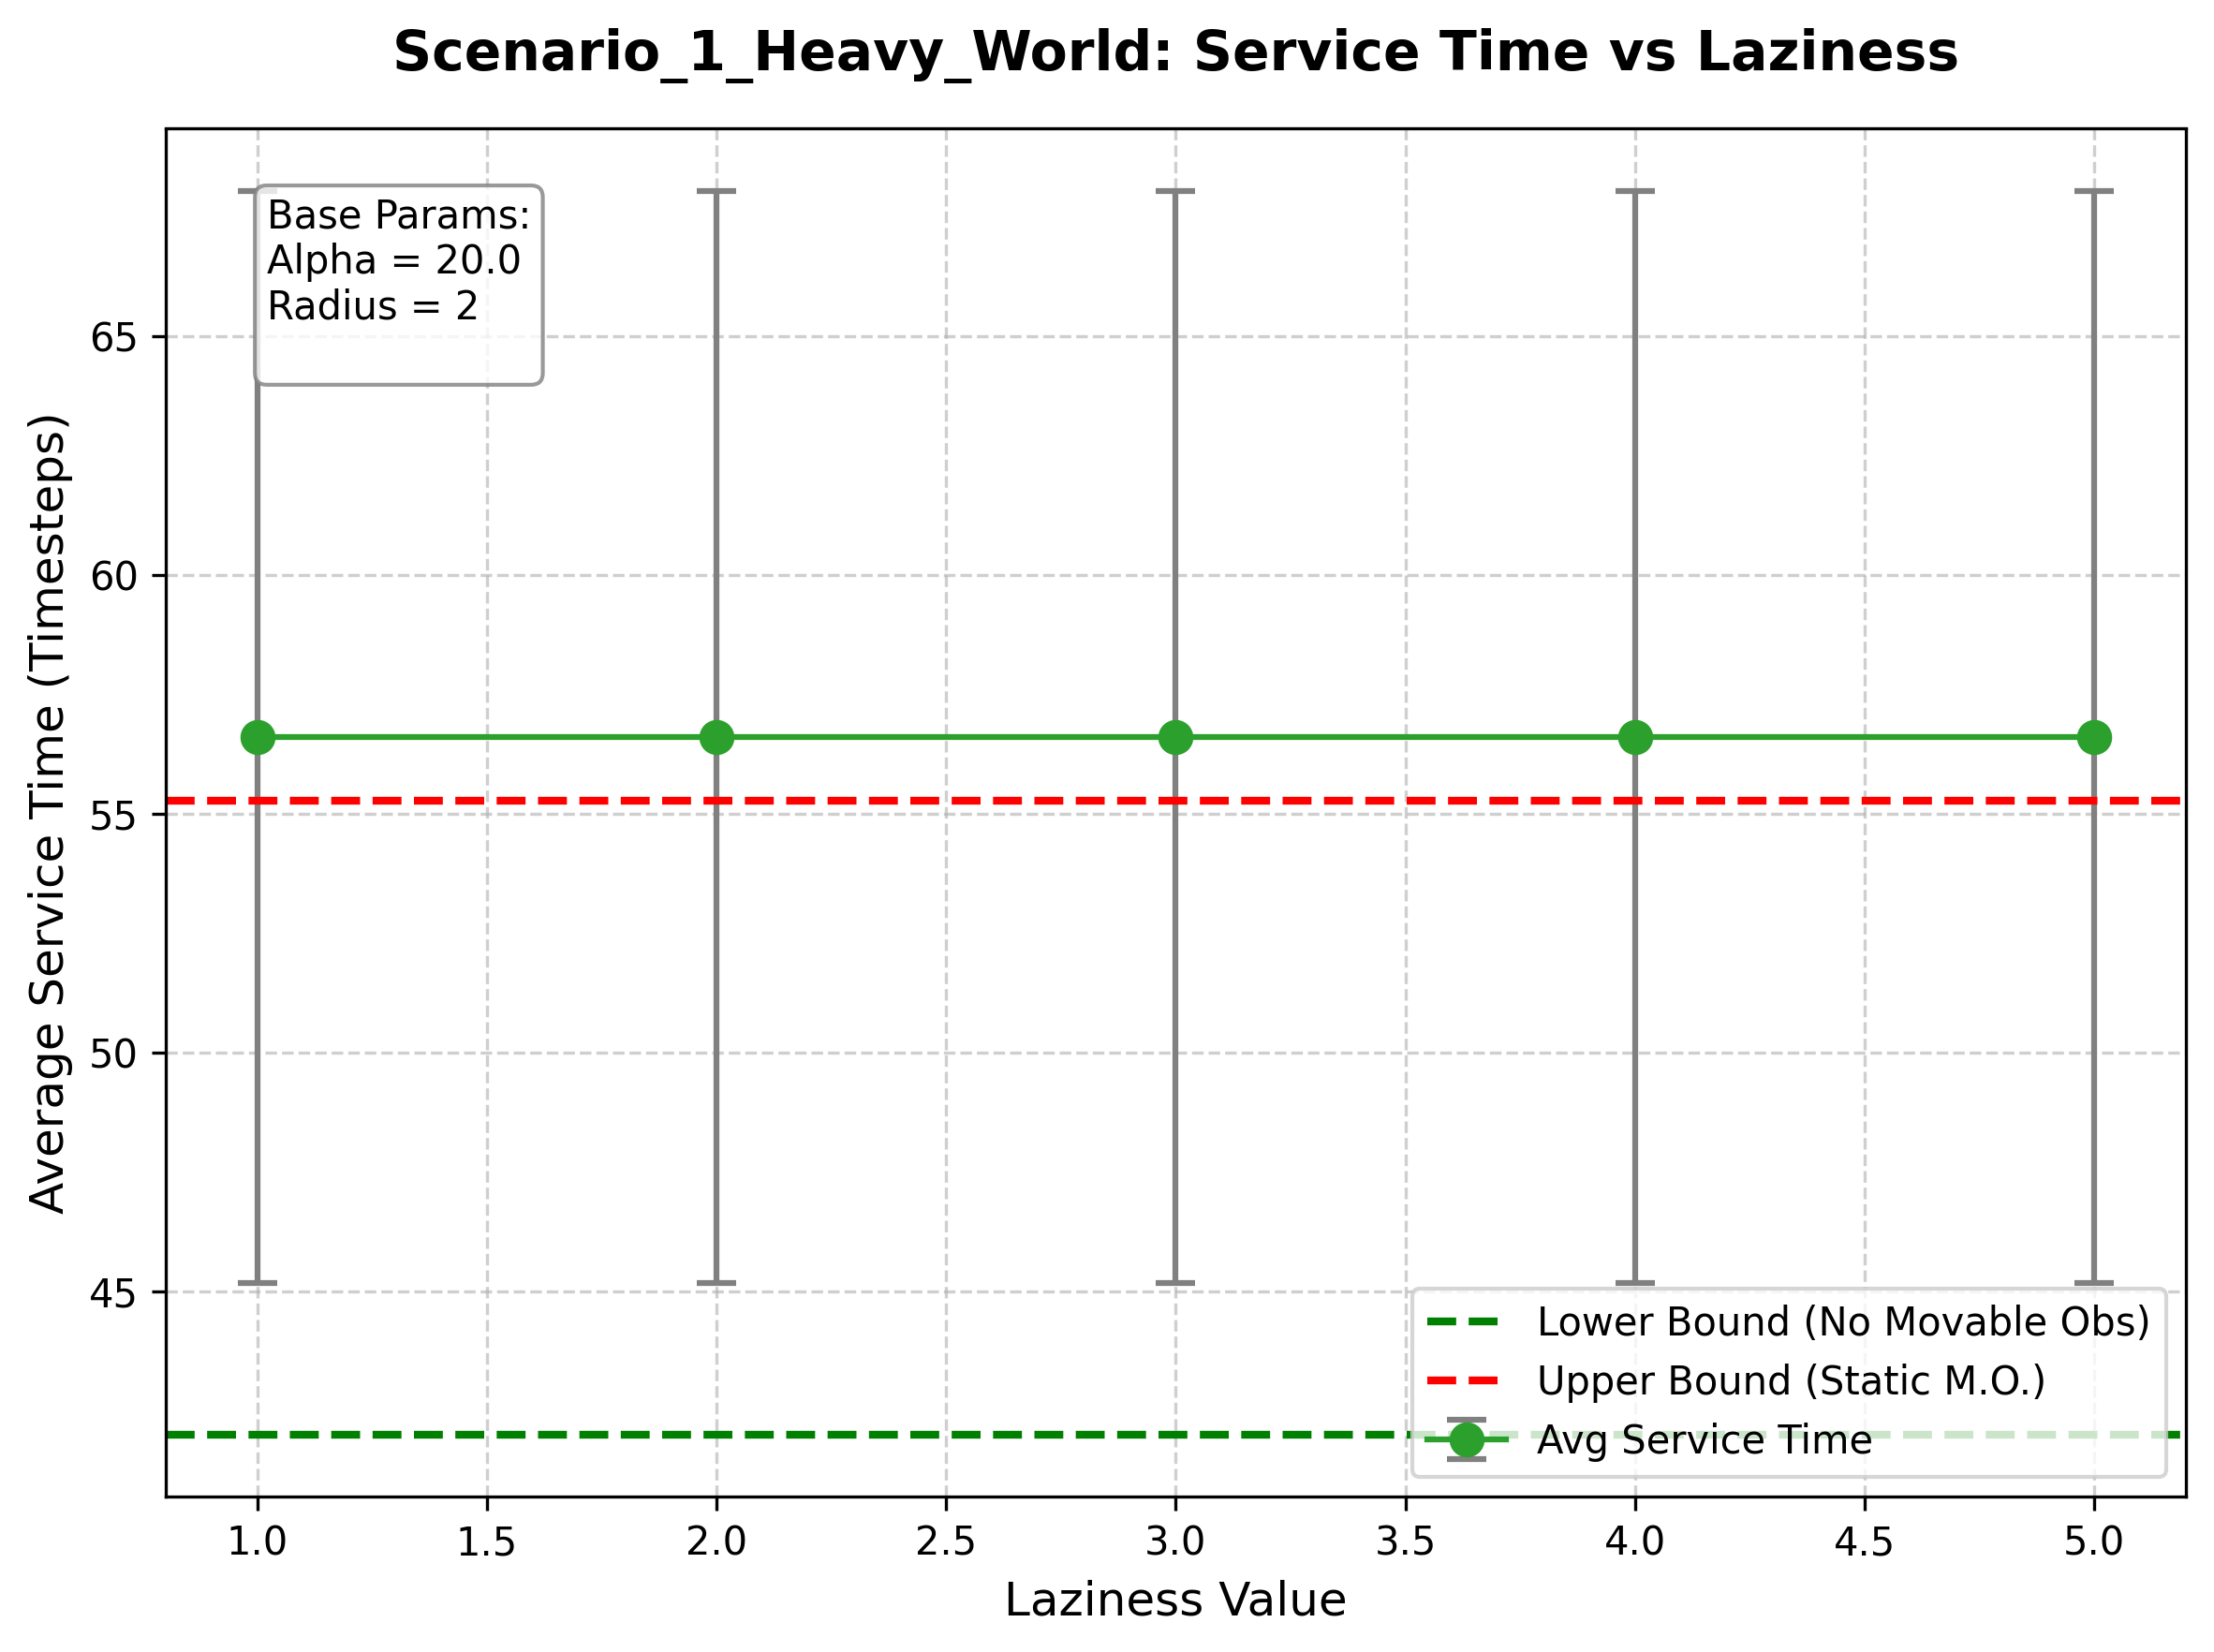 Scenario_1_Heavy_World: Service Time vs Laziness
Base Params:
Alpha = 20.0
Radius = 2
Average Service Time (Timesteps)
65
60
55
50
45
Lower Bound (No Movable Obs)
Upper Bound (Static M.O.)
Avg Service Time
1.0 1.5 2.0 2.5 3.0 3.5 4.0 4.5 5.0
Laziness Value